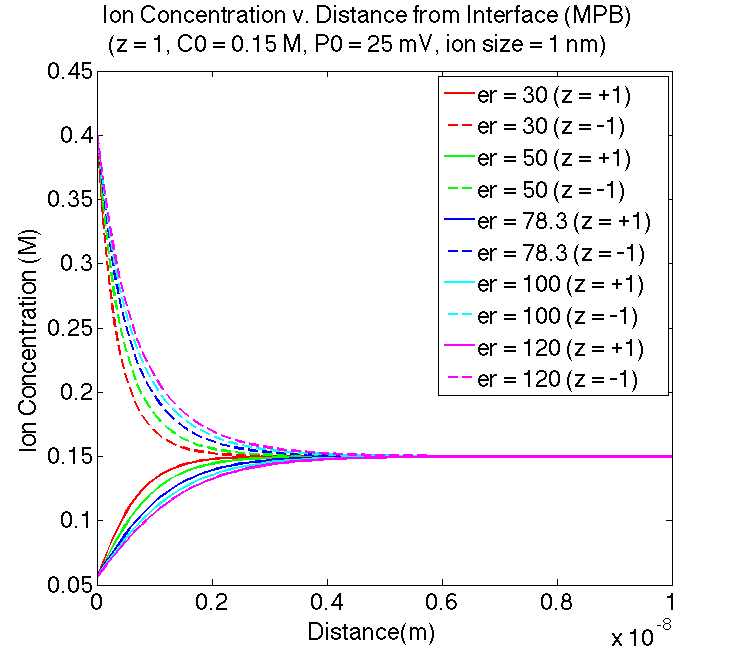 Ion Concentration v. Distance from Interface (MPB)
(z = 1, C0 = 0.15 M, P0 = 25 mV, ion size = 1 nm)
0.45
0.4
0.35
0.3
0.25
0.2
0.15
0.1
0.05
Ion Concentration (M)
er = 30 (z = +1)
er = 30 (z = -1)
er = 50 (z = +1)
er = 50 (z = -1)
er = 78.3 (z = +1)
er = 78.3 (z = -1)
er = 100 (z = +1)
er = 100 (z = -1)
er = 120 (z = +1)
er = 120 (z = -1)
0 0.2 0.4 0.6 0.8 1
Distance(m)
x 10^-8